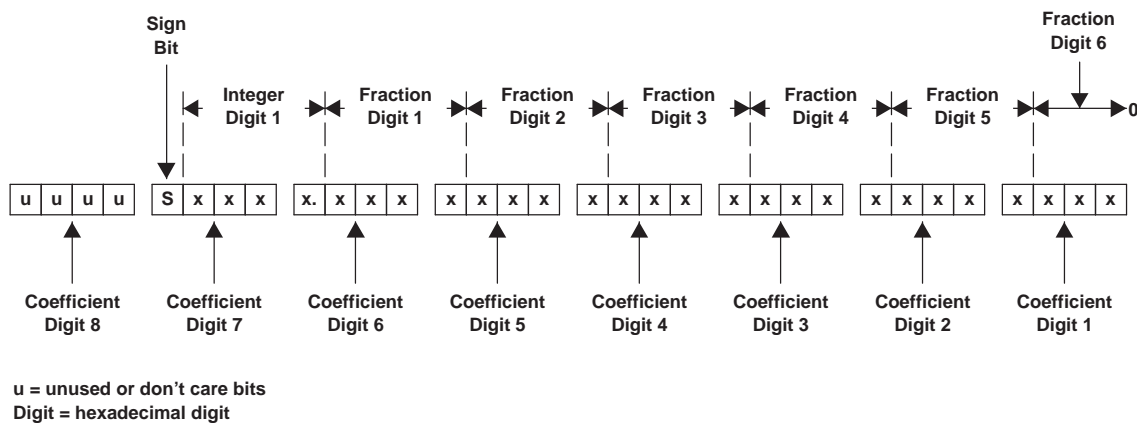 Sign
Bit
Fraction
Digit 6
Integer
Digit 1
Fraction
Digit 1
Fraction
Digit 2
Fraction
Digit 3
Fraction
Digit 4
Fraction
Digit 5
0
u u u u S x x x x. x x x x x x x x x x x x x x x x x x x x x x x
Coefficient
Digit 8
Coefficient
Digit 7
Coefficient
Digit 6
Coefficient
Digit 5
Coefficient
Digit 4
Coefficient
Digit 3
Coefficient
Digit 2
Coefficient
Digit 1
u = unused or don’t care bits
Digit = hexadecimal digit